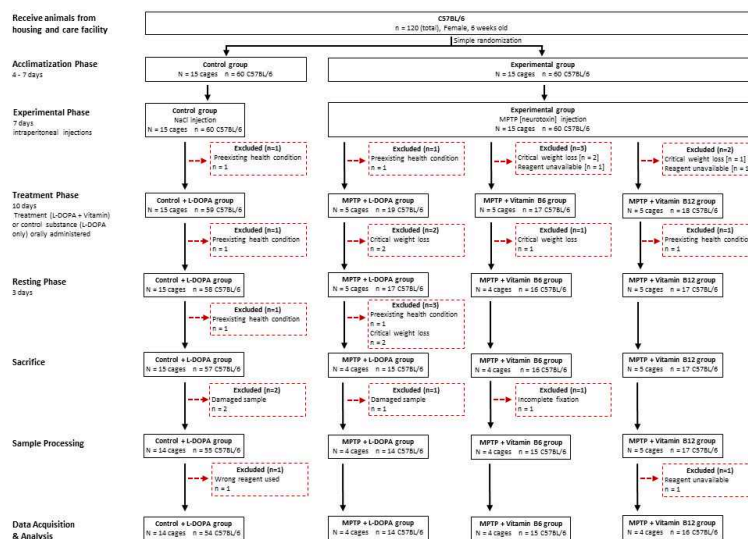 Receive animals from
housing and care facility
C57BL/6
n = 120 (total), Female, 6 weeks old
Simple randomization
Acclimatization Phase
4 - 7 days
Control group
N = 15 cages n = 60 C57BL/6
Experimental group
N = 15 cages n = 60 C57BL/6
Experimental Phase
7 days
intraperitoneal injections
Control group
NaCl injection
N = 15 cages n = 60 C57BL/6
Experimental group
MPTP [neurotoxin] injection
N = 15 cages n = 60 C57BL/6
Excluded (n=1)
Preexisting health condition
n = 1
Excluded (n=1)
Preexisting health condition
n = 1
Excluded (n=3)
Critical weight loss [n = 2]
Reagent unavailable [n = 1]
Excluded (n=2)
Critical weight loss [n = 1]
Reagent unavailable [n = 1
Treatment Phase
10 days
Treatment (L-DOPA + Vitamin)
or control substance (L-DOPA
only) orally administered
Control + L-DOPA group
N = 15 cages n = 59 C57BL/6
MPTP + L-DOPA group
N = 5 cages n = 19 C57BL/6
MPTP + Vitamin B6 group
N = 5 cages n = 17 C57BL/6
MPTP + Vitamin B12 group
N = 5 cages n = 18 C57BL/6
Excluded (n=1)
Preexisting health condition
n = 1
Excluded (n=2)
Critical weight loss
n = 2
Excluded (n=1)
Critical weight loss
n = 1
Excluded (n=1)
Preexisting health condition
n = 1
Resting Phase
3 days
Control + L-DOPA group
N = 15 cages n = 58 C57BL/6
MPTP + L-DOPA group
N = 5 cages n = 17 C57BL/6
MPTP + Vitamin B6 group
N = 4 cages n = 16 C57BL/6
MPTP + Vitamin B12 group
N = 5 cages n = 17 C57BL/6
Excluded (n=1)
Preexisting health condition
n = 1
Excluded (n=3)
Preexisting health condition
n = 1
Critical weight loss
n = 2
Sacrifice
Control + L-DOPA group
N = 15 cages n = 57 C57BL/6
MPTP + L-DOPA group
N = 4 cages n = 15 C57BL/6
MPTP + Vitamin B6 group
N = 4 cages n = 16 C57BL/6
MPTP + Vitamin B12 group
N = 5 cages n = 17 C57BL/6
Excluded (n=2)
Damaged sample
n = 2
Excluded (n=1)
Damaged sample
n = 1
Excluded (n=1)
Incomplete fixation
n = 1
Sample Processing
Control + L-DOPA group
N = 14 cages n = 55 C57BL/6
MPTP + L-DOPA group
N = 4 cages n = 14 C57BL/6
MPTP + Vitamin B6 group
N = 4 cages n = 15 C57BL/6
MPTP + Vitamin B12 group
N = 5 cages n = 17 C57BL/6
Excluded (n=1)
Wrong reagent used
n = 1
Excluded (n=1)
Reagent unavailable
n = 1
Data Acquisition
& Analysis
Control + L-DOPA group
N = 14 cages n = 54 C57BL/6
MPTP + L-DOPA group
N = 4 cages n = 14 C57BL/6
MPTP + Vitamin B6 group
N = 4 cages n = 15 C57BL/6
MPTP + Vitamin B12 group
N = 4 cages n = 16 C57BL/6